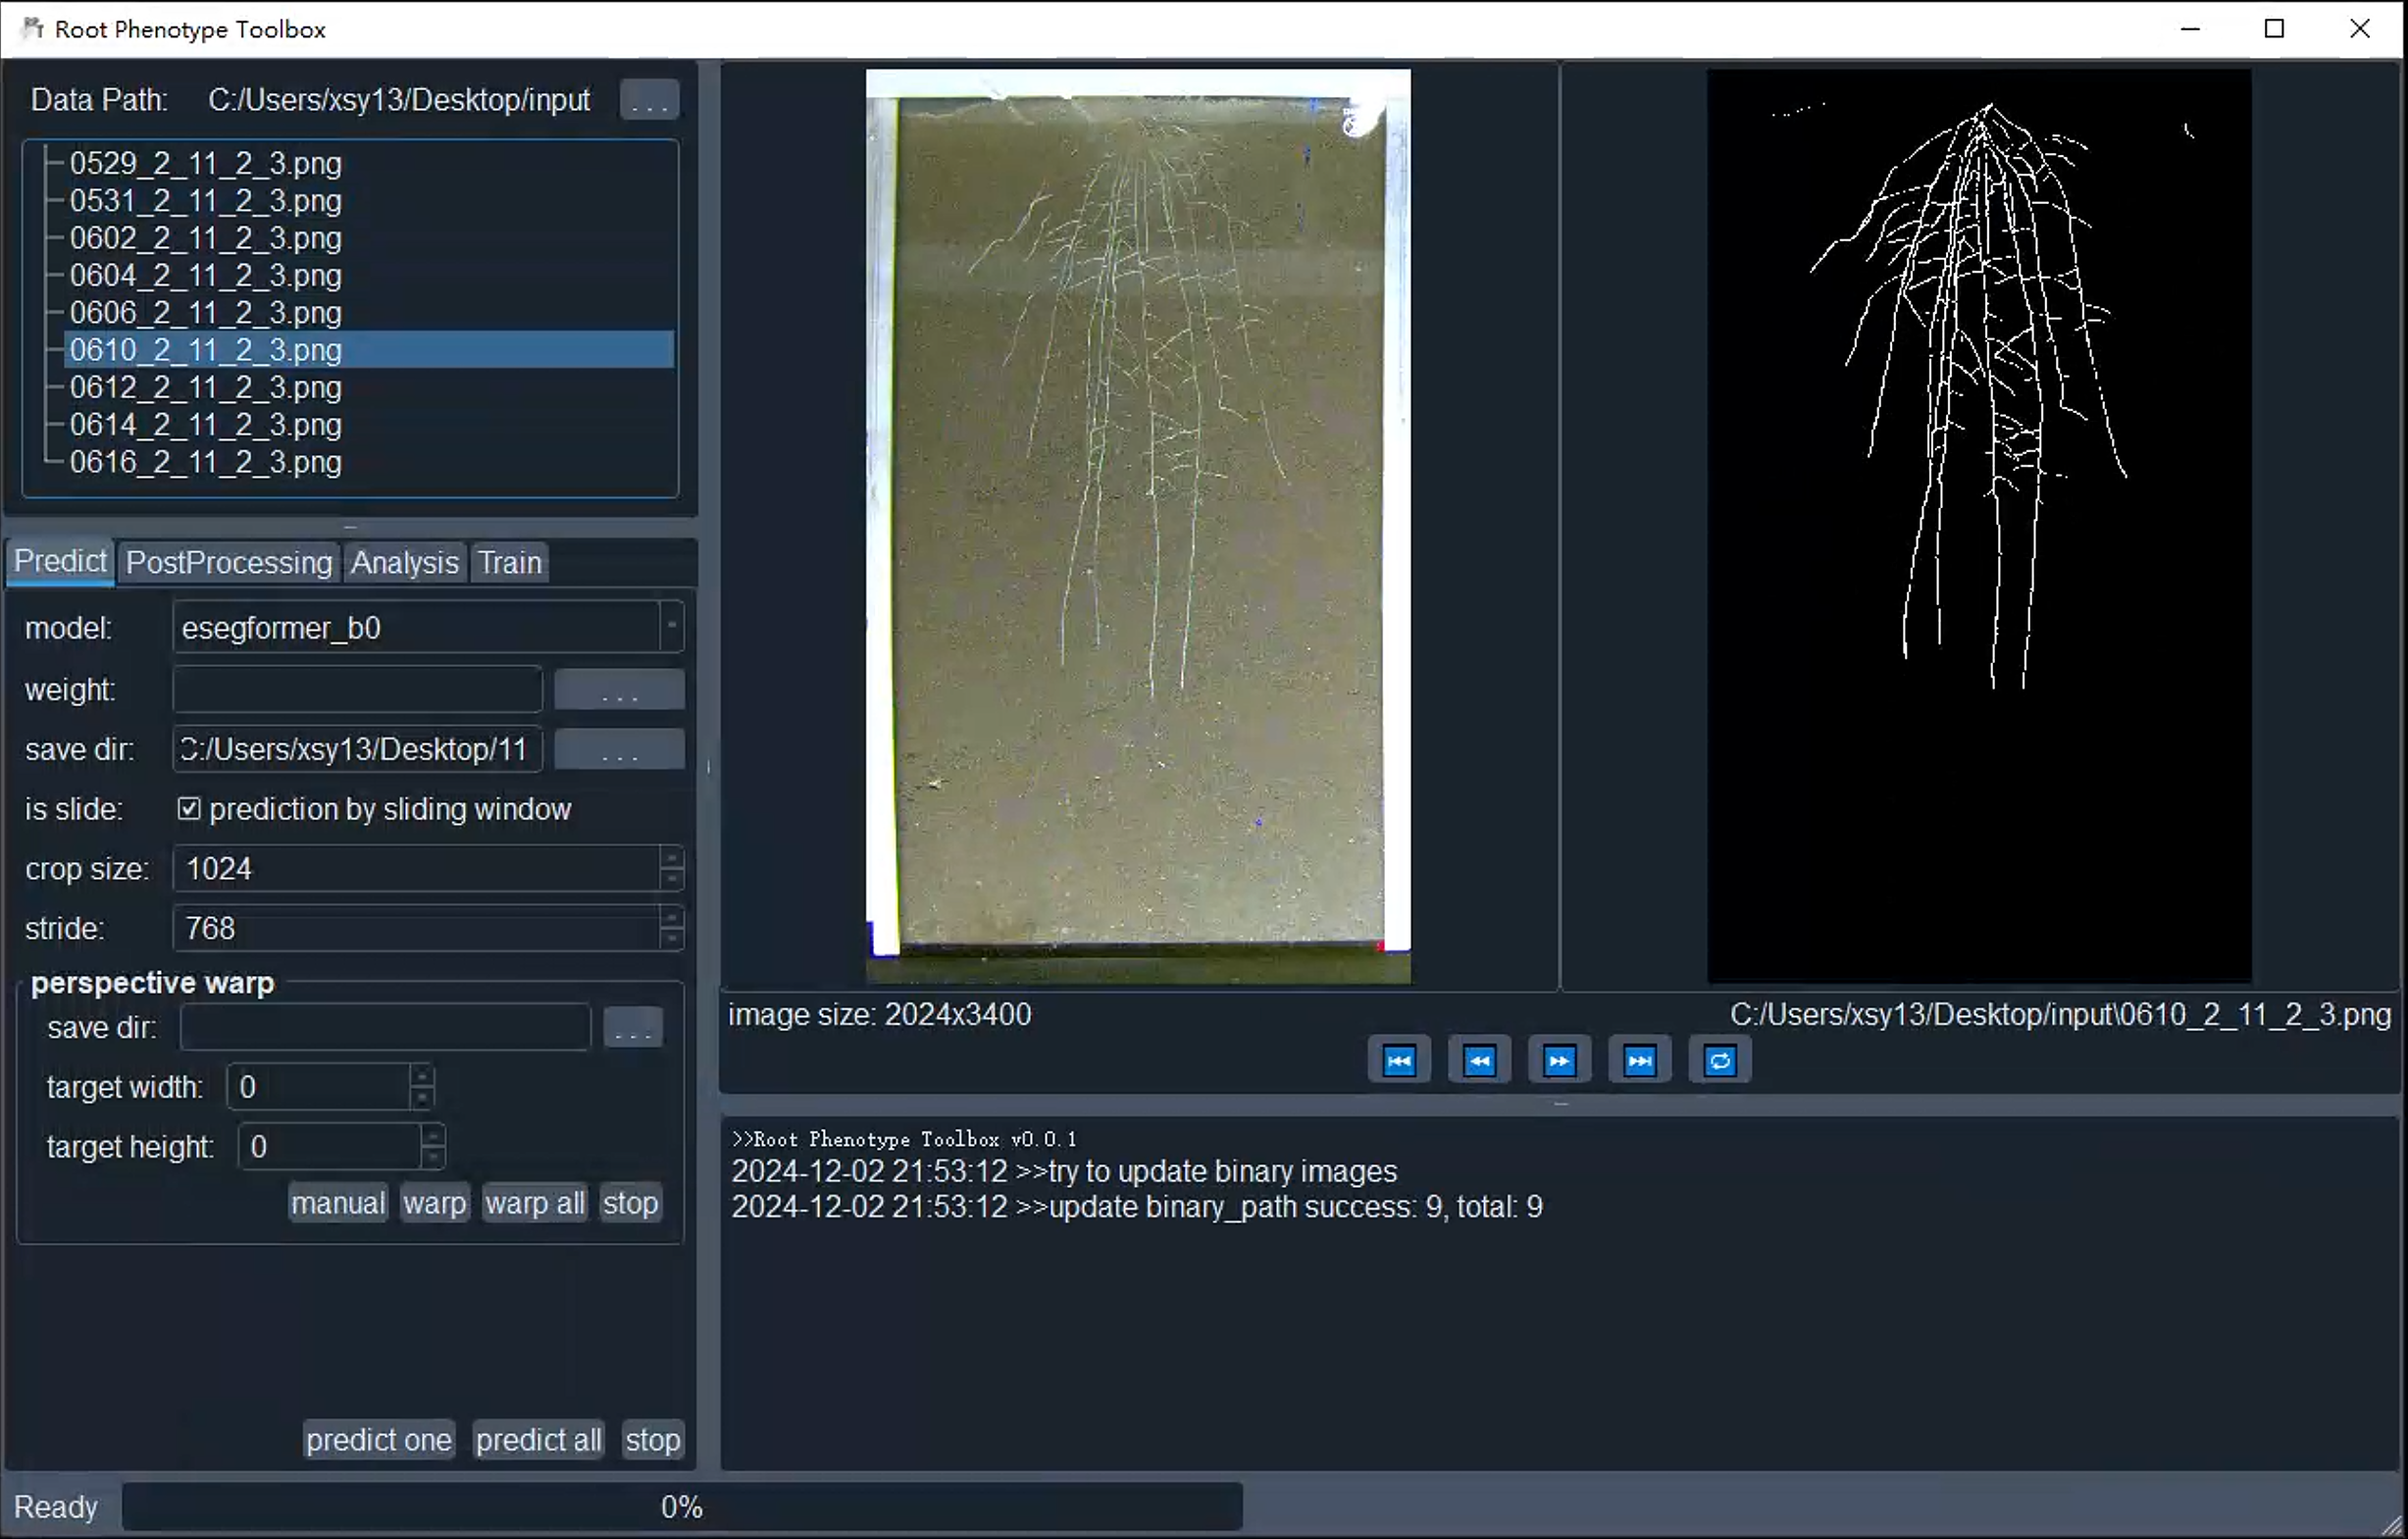 Root Phenotype Toolbox
Data Path: C:/Users/xsy13/Desktop/input ...
0529_2_11_2_3.png
0531_2_11_2_3.png
0602_2_11_2_3.png
0604_2_11_2_3.png
0606_2_11_2_3.png
0610_2_11_2_3.png
0612_2_11_2_3.png
0614_2_11_2_3.png
0616_2_11_2_3.png
Predict PostProcessing Analysis Train
model: esegformer_b0
weight: ...
save dir: C:/Users/xsy13/Desktop/11 ...
is slide: prediction by sliding window
crop size: 1024
stride: 768
perspective warp
save dir: ...
target width: 0
target height: 0
manual warp warp all stop
predict one predict all stop
image size: 2024x3400 C:/Users/xsy13/Desktop/input\0610_2_11_2_3.png
>>Root Phenotype Toolbox v0.0.1
2024-12-02 21:53:12 >>try to update binary images
2024-12-02 21:53:12 >>update binary_path success: 9, total: 9
Ready 0%